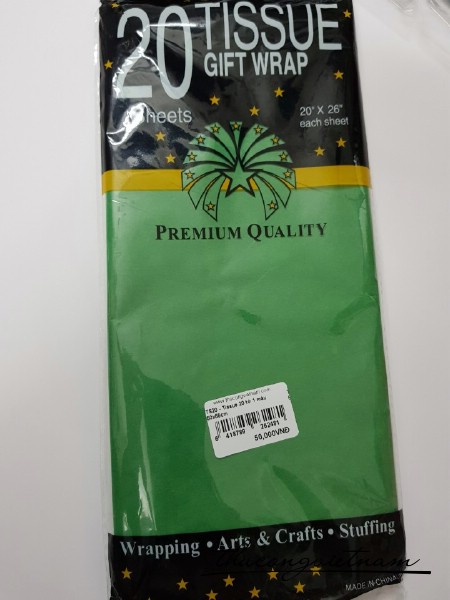 20 TISSUE
GIFT WRAP
Sheets
20" X 26"
each sheet
PREMIUM QUALITY
50,000VNĐ
Wrapping • Arts & Crafts • Stuffing
MADE IN CHINA